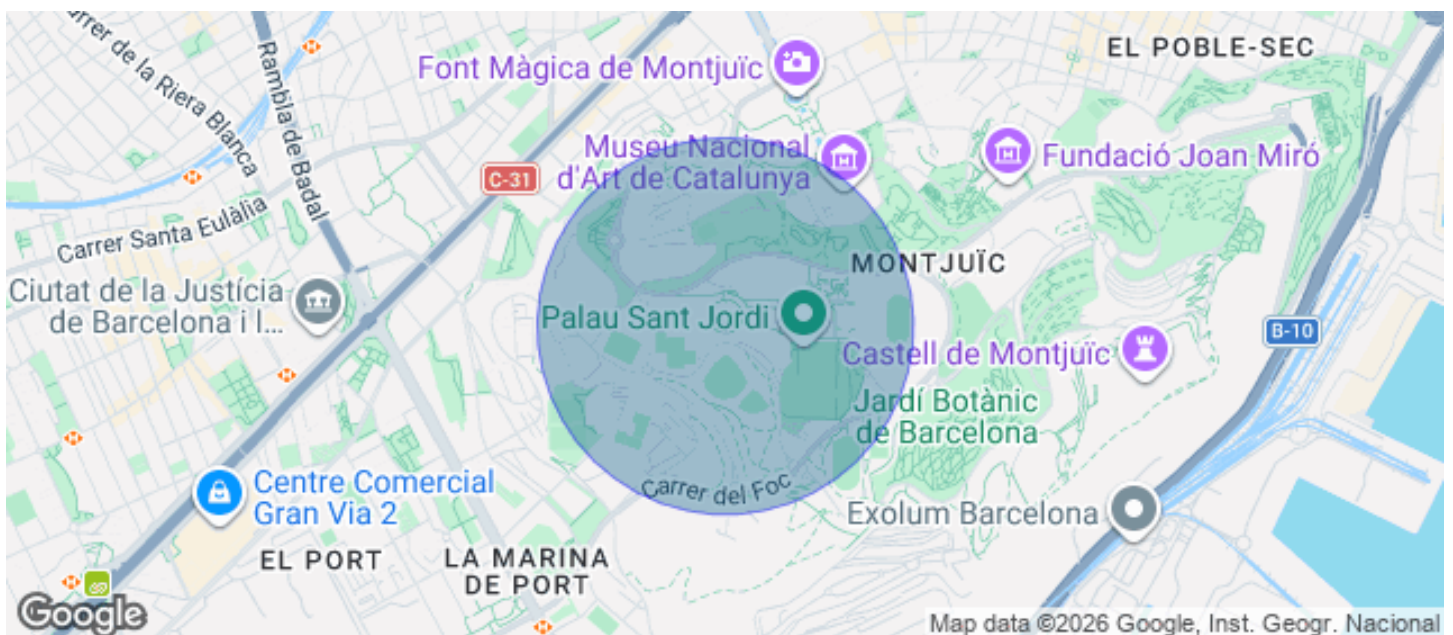 Carrer de la Riera Blanca
Rambla de Badal
Font Màgica de Montjuïc
EL POBLE-SEC
Museu Nacional
d'Art de Catalunya
Fundació Joan Miró
C-31
Carrer Santa Eulàlia
MONTJUÏC
Ciutat de la Justícia
de Barcelona i l...
Palau Sant Jordi
B-10
Castell de Montjuïc
Jardí Botànic
de Barcelona
Centre Comercial
Gran Via 2
Carrer del Foc
Exolum Barcelona
EL PORT
LA MARINA
DE PORT
Google
Map data ©2026 Google, Inst. Geogr. Nacional